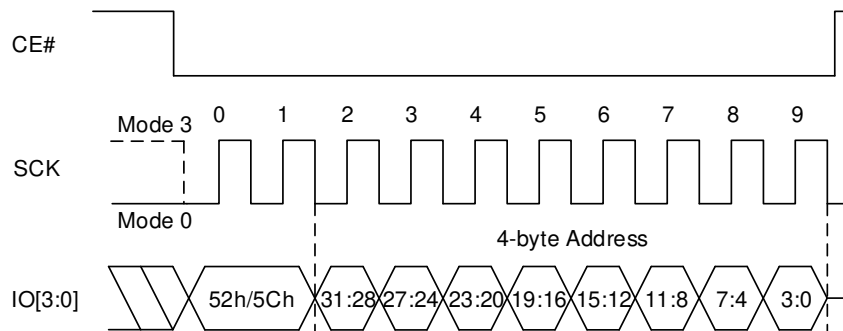 CE#
Mode 3 0 1 2 3 4 5 6 7 8 9
SCK
Mode 0
4-byte Address
IO[3:0] 52h/5Ch 31:28 27:24 23:20 19:16 15:12 11:8 7:4 3:0